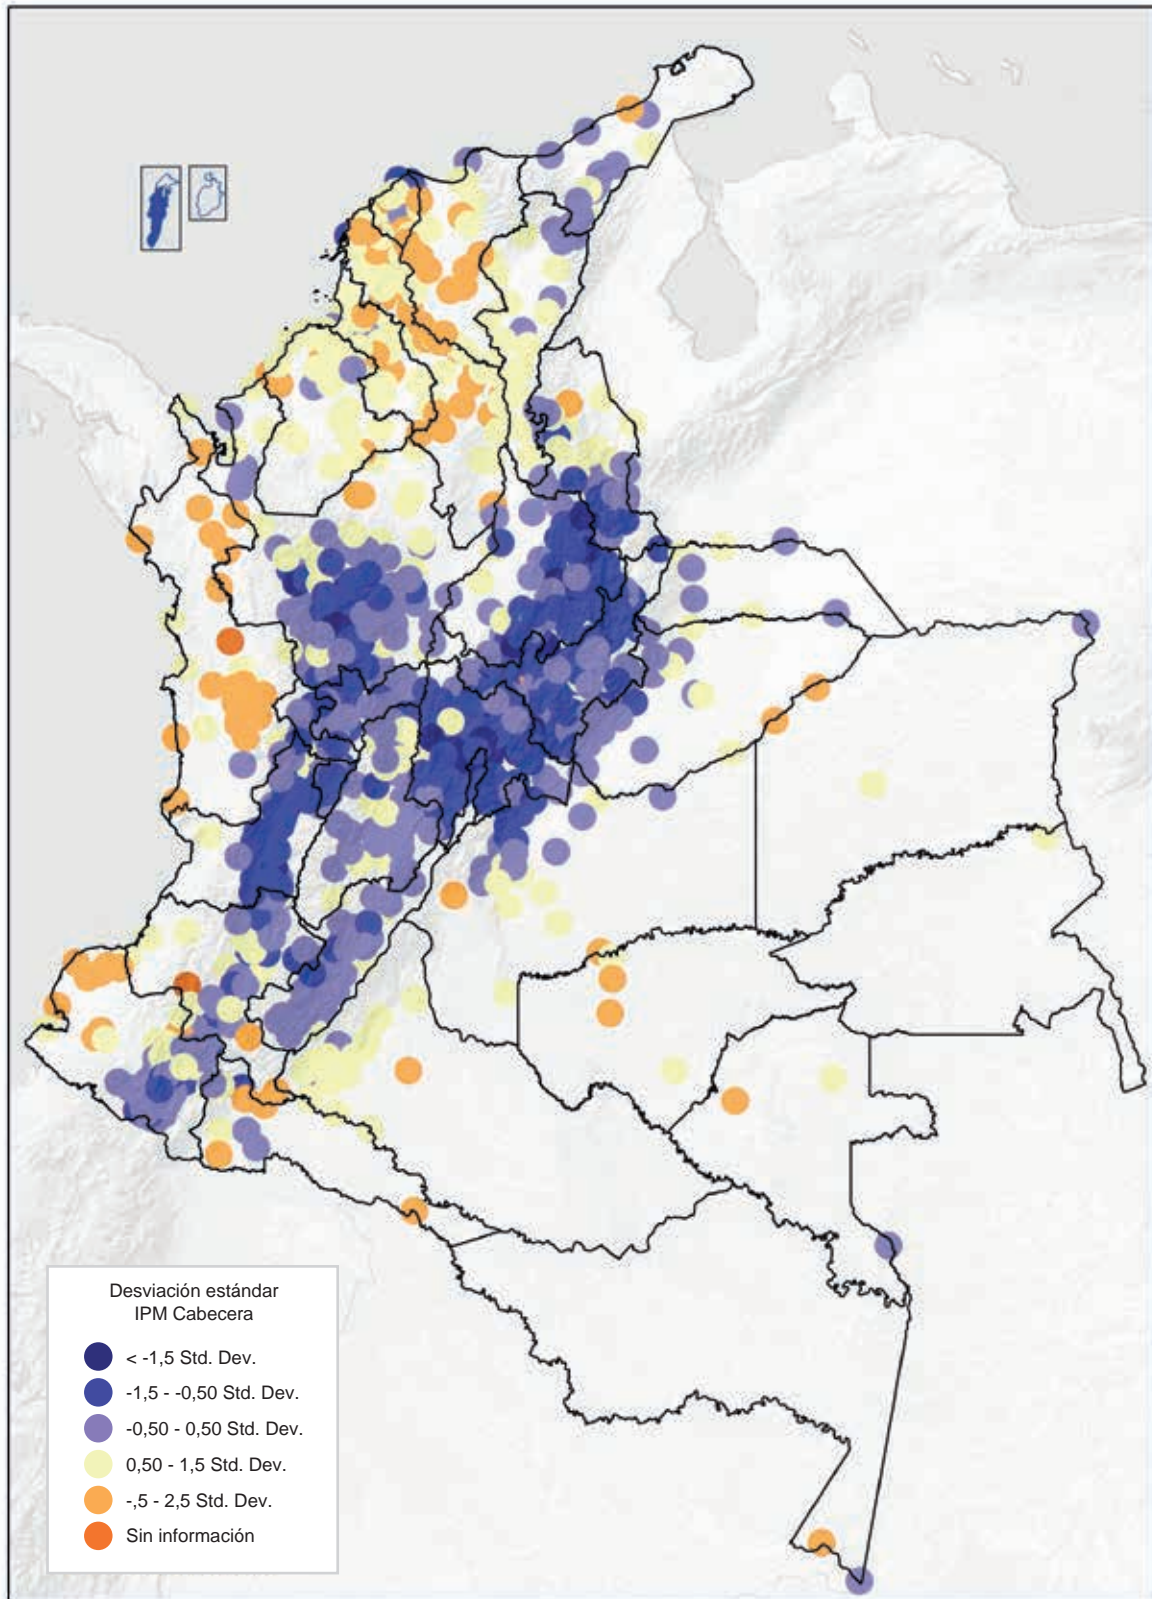 Desviación estándar
IPM Cabecera
< -1,5 Std. Dev.
-1,5 - -0,50 Std. Dev.
-0,50 - 0,50 Std. Dev.
0,50 - 1,5 Std. Dev.
-,5 - 2,5 Std. Dev.
Sin información